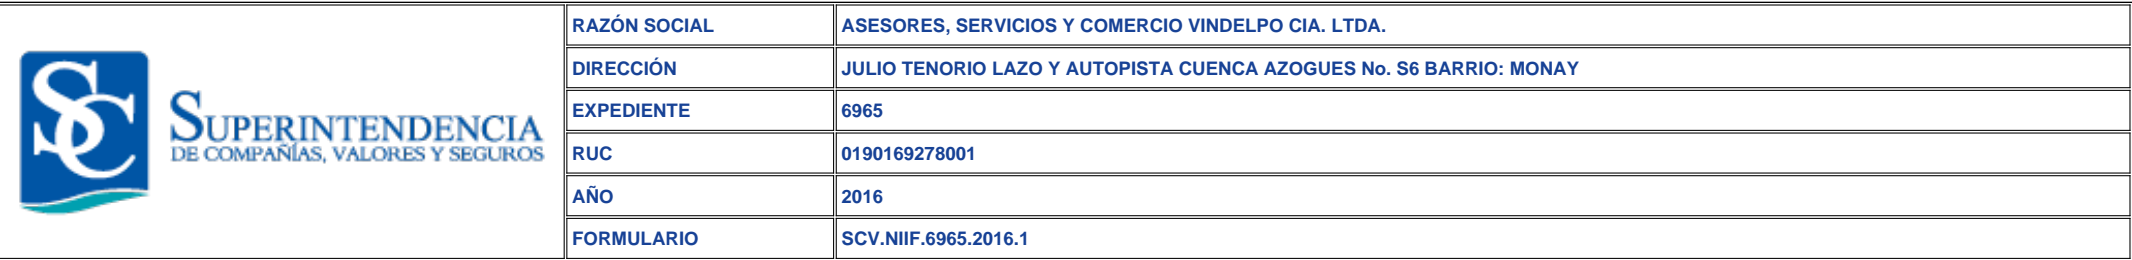 SC
SUPERINTENDENCIA
DE COMPAÑÍAS, VALORES Y SEGUROS
RAZÓN SOCIAL ASESORES, SERVICIOS Y COMERCIO VINDELPO CIA. LTDA.
DIRECCIÓN JULIO TENORIO LAZO Y AUTOPISTA CUENCA AZOGUES No. S6 BARRIO: MONAY
EXPEDIENTE 6965
RUC 0190169278001
AÑO 2016
FORMULARIO SCV.NIIF.6965.2016.1